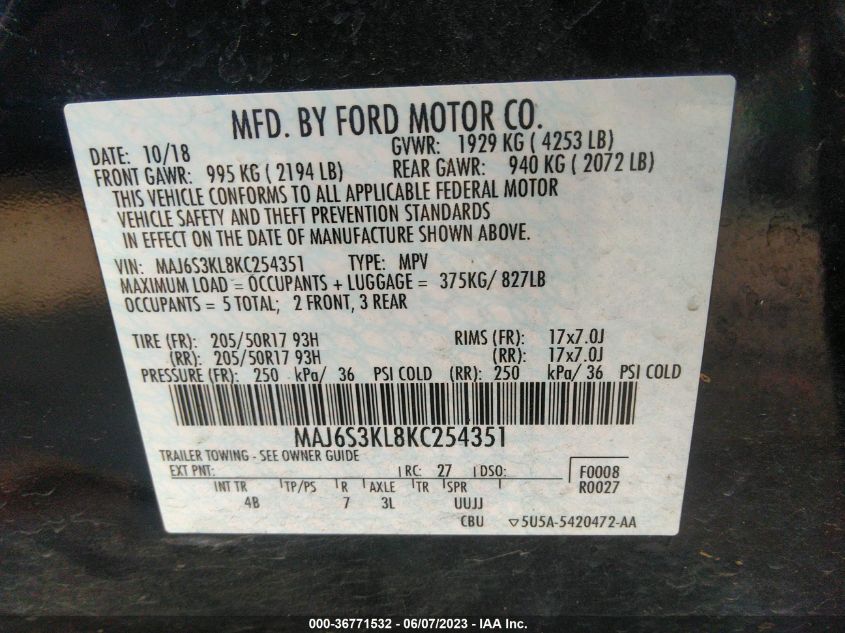 MFD. BY FORD MOTOR CO.
DATE: 10/18 GVWR: 1929 KG ( 4253 LB)
FRONT GAWR: 995 KG ( 2194 LB) REAR GAWR: 940 KG ( 2072 LB)
THIS VEHICLE CONFORMS TO ALL APPLICABLE FEDERAL MOTOR
VEHICLE SAFETY AND THEFT PREVENTION STANDARDS
IN EFFECT ON THE DATE OF MANUFACTURE SHOWN ABOVE.
VIN: MAJ6S3KL8KC254351 TYPE: MPV
MAXIMUM LOAD = OCCUPANTS + LUGGAGE = 375KG/ 827LB
OCCUPANTS = 5 TOTAL; 2 FRONT, 3 REAR
TIRE (FR): 205/50R17 93H RIMS (FR): 17x7.0J
(RR): 205/50R17 93H (RR): 17x7.0J
PRESSURE (FR): 250 kPa/ 36 PSI COLD (RR): 250 kPa/ 36 PSI COLD
MAJ6S3KL8KC254351
TRAILER TOWING - SEE OWNER GUIDE
EXT PNT: RC: 27 DSO: F0008
R0027
INT TR TP/PS R AXLE TR SPR
4B 7 3L UUJJ
CBU ▽5U5A-5420472-AA
000-36771532 - 06/07/2023 - IAA Inc.